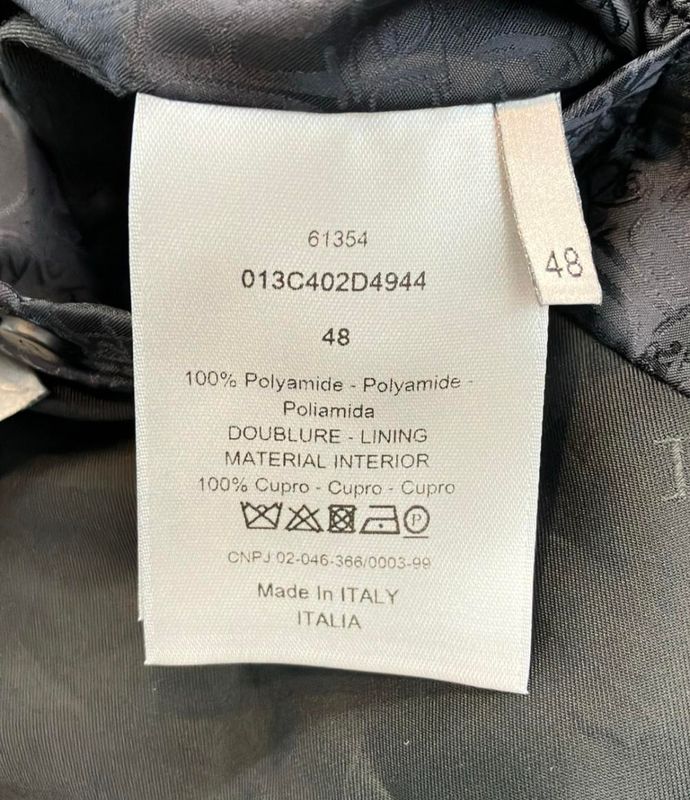 61354
013C402D4944
48
100% Polyamide - Polyamide -
Poliamida
DOUBLURE - LINING
MATERIAL INTERIOR
100% Cupro - Cupro - Cupro
P
CNPJ 02-046-366/0003-99
Made In ITALY
ITALIA
48